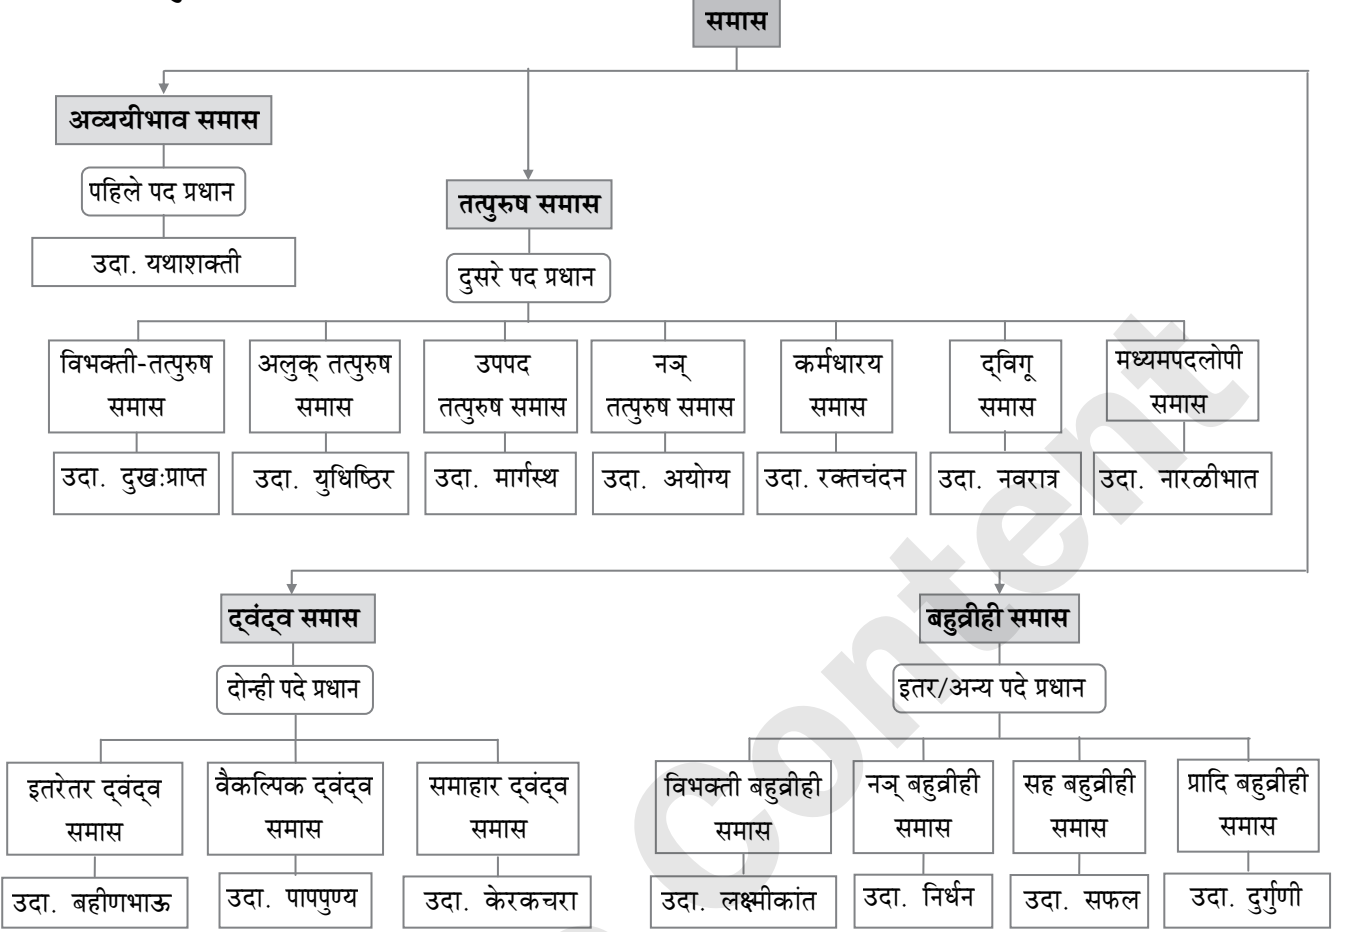 समास
अव्ययीभाव समास
पहिले पद प्रधान
उदा. यथाशक्ती
तत्पुरुष समास
दुसरे पद प्रधान
विभक्ती-तत्पुरुष
समास
अलुक् तत्पुरुष
समास
उपपद
तत्पुरुष समास
नञ्
तत्पुरुष समास
कर्मधारय
समास
द्‌विगू
समास
मध्यमपदलोपी
समास
उदा. दुखःप्राप्त
उदा. युधिष्ठिर
उदा. मार्गस्थ
उदा. अयोग्य
उदा. रक्तचंदन
उदा. नवरात्र
उदा. नारळीभात
द्‌वंद्‌व समास
दोन्ही पदे प्रधान
बहुव्रीही समास
इतर/अन्य पदे प्रधान
इतरेतर द्‌वंद्‌व
समास
वैकल्पिक द्‌वंद्‌व
समास
समाहार द्‌वंद्‌व
समास
उदा. बहीणभाऊ
उदा. पापपुण्य
उदा. केरकचरा
विभक्ती बहुव्रीही
समास
नञ् बहुव्रीही
समास
सह बहुव्रीही
समास
प्रादि बहुव्रीही
समास
उदा. लक्ष्मीकांत
उदा. निर्धन
उदा. सफल
उदा. दुर्गुणी
Content